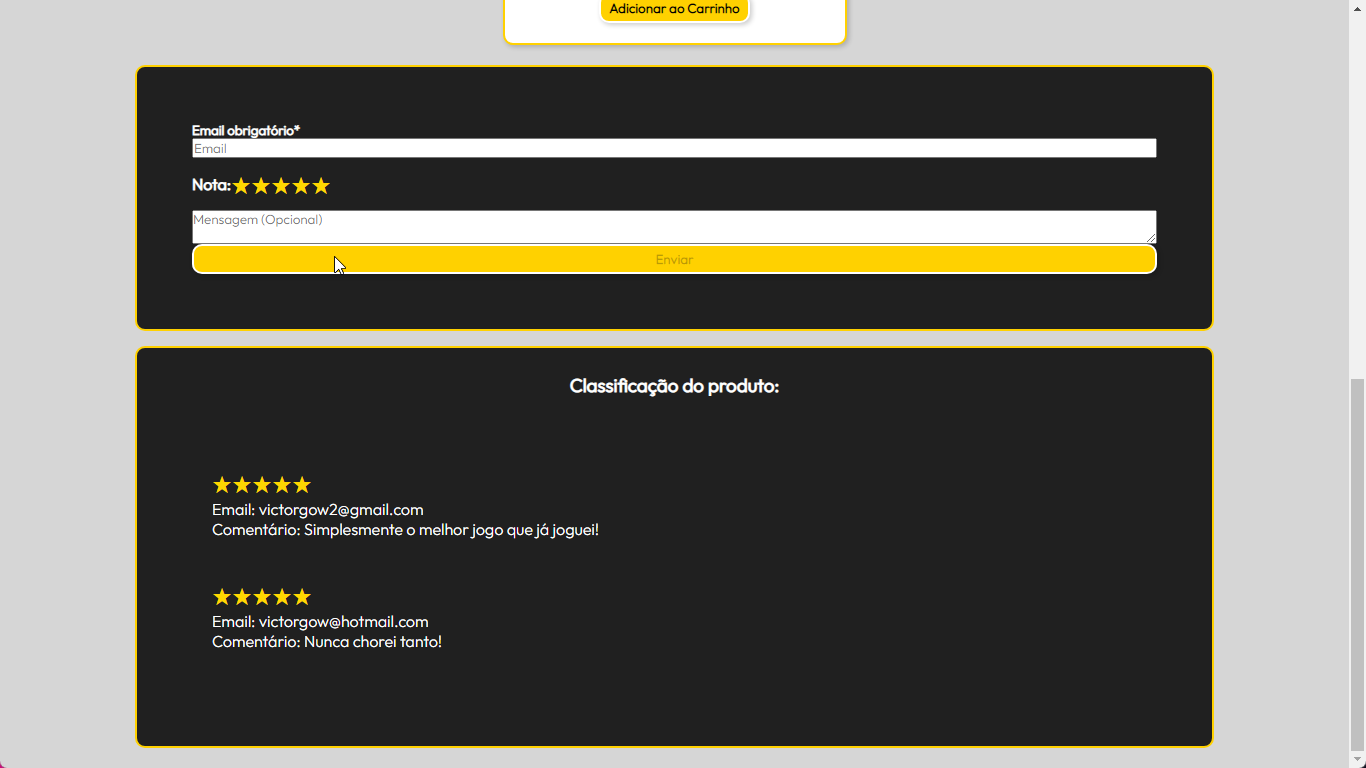 Adicionar ao Carrinho
Email obrigatório*
Email
Nota:★★★★★
Mensagem (Opcional)
Enviar
Classificação do produto:
★★★★★
Email: victorgow2@gmail.com
Comentário: Simplesmente o melhor jogo que já joguei!
★★★★★
Email: victorgow@hotmail.com
Comentário: Nunca chorei tanto!